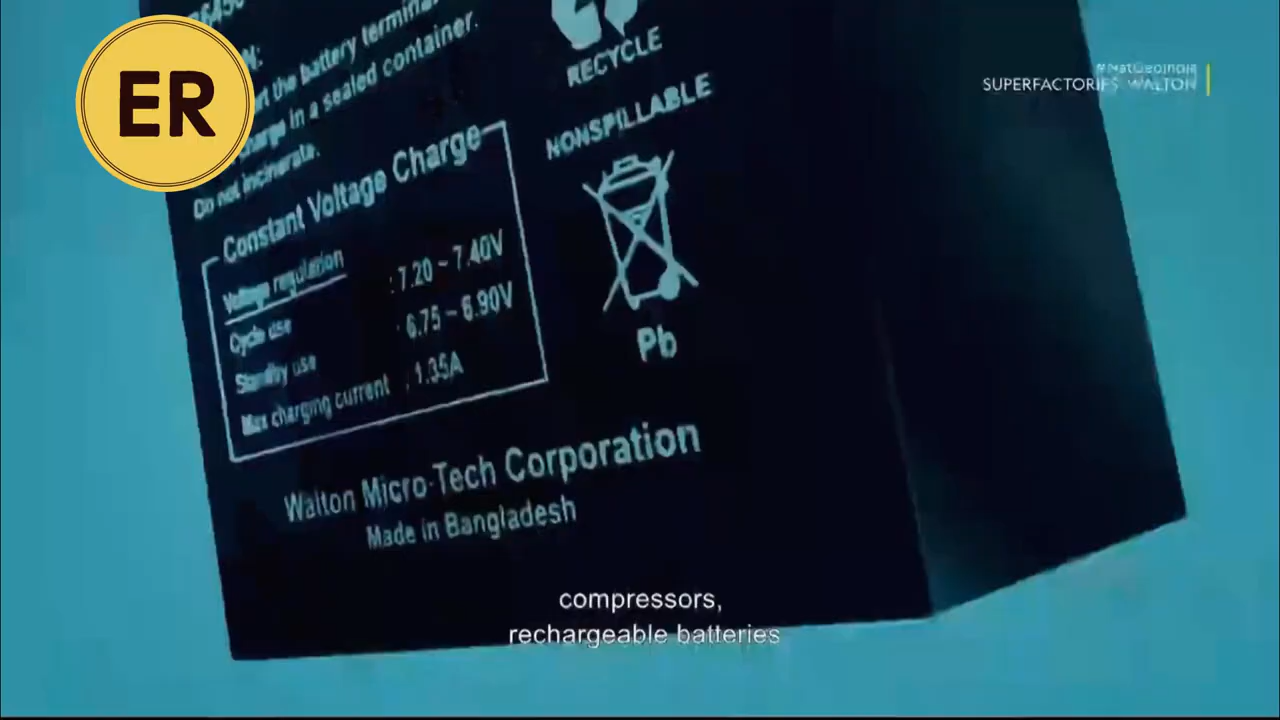 ER
#NatGeoIndia
SUPERFACTORIES: WALTON
N:
the battery terminal
charge in a sealed container.
Do not incinerate.
RECYCLE
NONSPILLABLE
Pb
Constant Voltage Charge
Voltage regulation
Cycle use : 7.20 ~ 7.40V
Standby use : 6.75 ~ 6.90V
Max charging current : 1.35A
Walton Micro-Tech Corporation
Made in Bangladesh
compressors,
rechargeable batteries